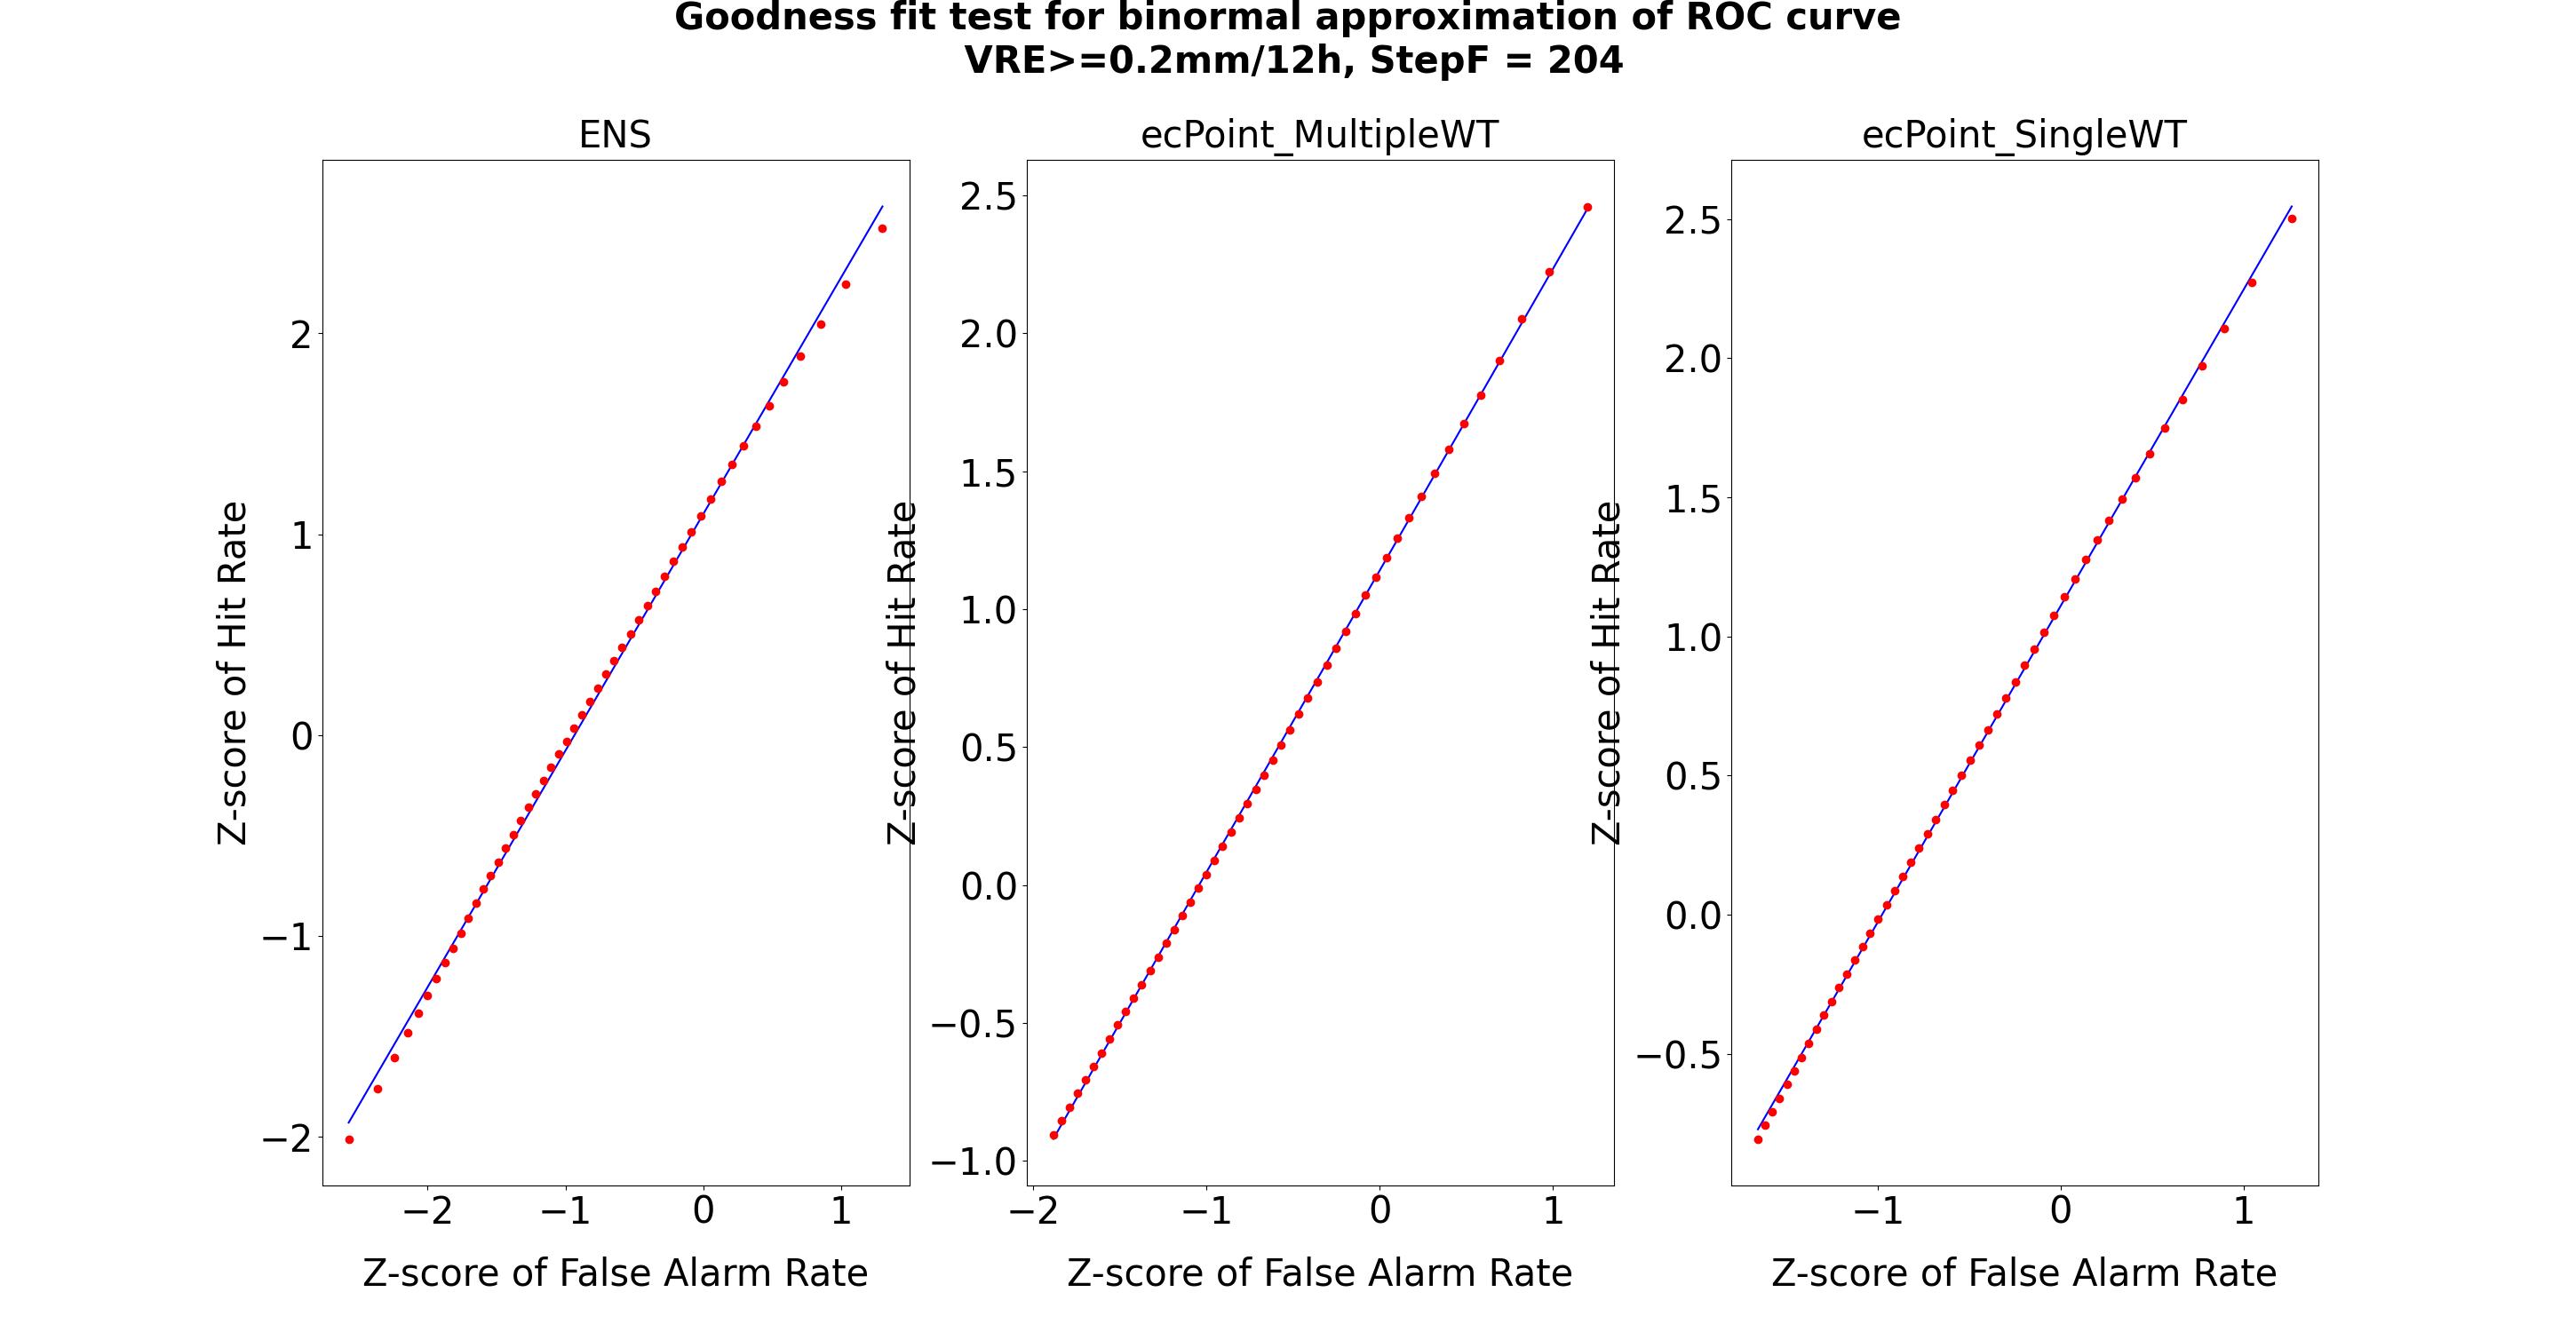 Goodness fit test for binormal approximation of ROC curve
VRE>=0.2mm/12h, StepF = 204
ENS
Z-score of Hit Rate
2
1
0
−1
−2
−2 −1 0 1
Z-score of False Alarm Rate
ecPoint_MultipleWT
Z-score of Hit Rate
2.5
2.0
1.5
1.0
0.5
0.0
−0.5
−1.0
−2 −1 0 1
Z-score of False Alarm Rate
ecPoint_SingleWT
Z-score of Hit Rate
2.5
2.0
1.5
1.0
0.5
0.0
−0.5
−1 0 1
Z-score of False Alarm Rate